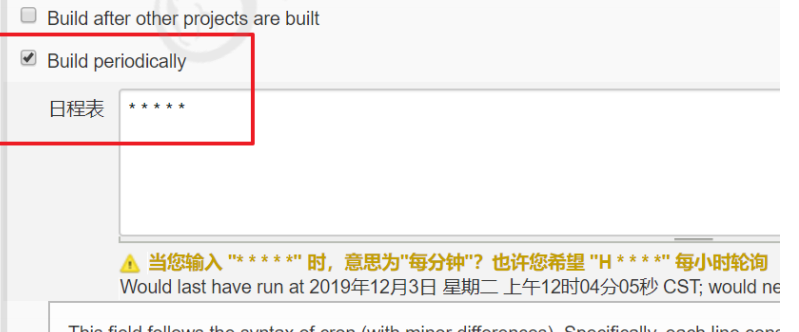 Build after other projects are built
Build periodically
日程表 * * * * *
当您输入 "* * * * *" 时，意思为"每分钟"？也许您希望 "H * * * *" 每小时轮询
Would last have run at 2019年12月3日 星期二 上午12时04分05秒 CST; would ne
This field follows the syntax of cron (with minor differences). Specifically, each line cons